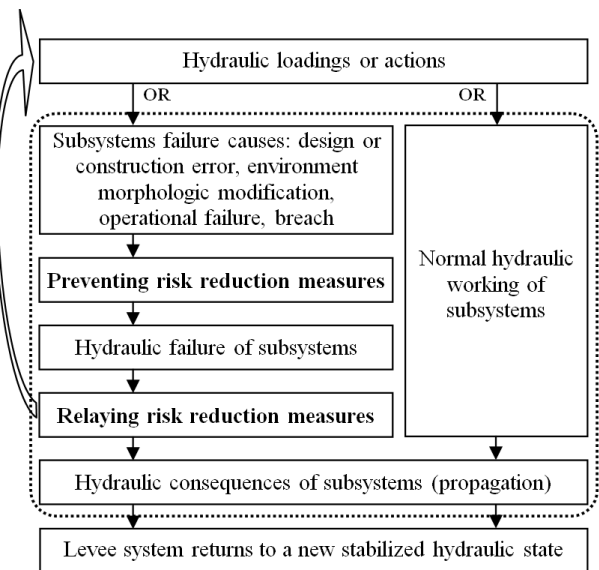 Hydraulic loadings or actions
OR
OR
Subsystems failure causes: design or
construction error, environment
morphologic modification,
operational failure, breach
Preventing risk reduction measures
Hydraulic failure of subsystems
Relaying risk reduction measures
Normal hydraulic
working of
subsystems
Hydraulic consequences of subsystems (propagation)
Levee system returns to a new stabilized hydraulic state